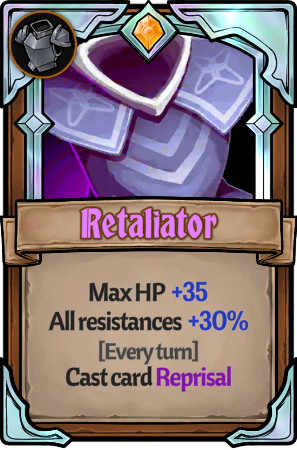 Retaliator
Max HP +35
All resistances +30%
[Every turn]
Cast card Reprisal